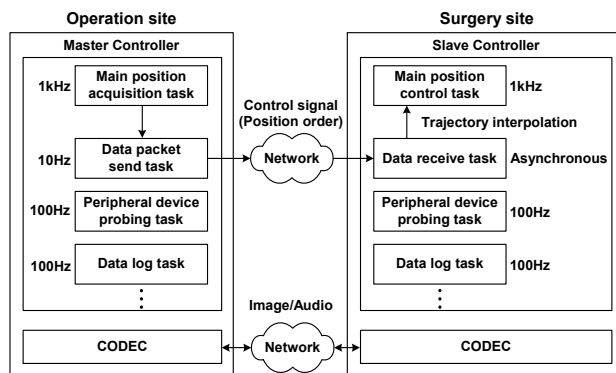 Operation site
Surgery site
Master Controller
Slave Controller
1kHz
Main position
acquisition task
Control signal
(Position order)
Main position
control task
1kHz
Trajectory interpolation
10Hz
Data packet
send task
Network
Data receive task
Asynchronous
100Hz
Peripheral device
probing task
Peripheral device
probing task
100Hz
100Hz
Data log task
Data log task
100Hz
Image/Audio
CODEC
Network
CODEC